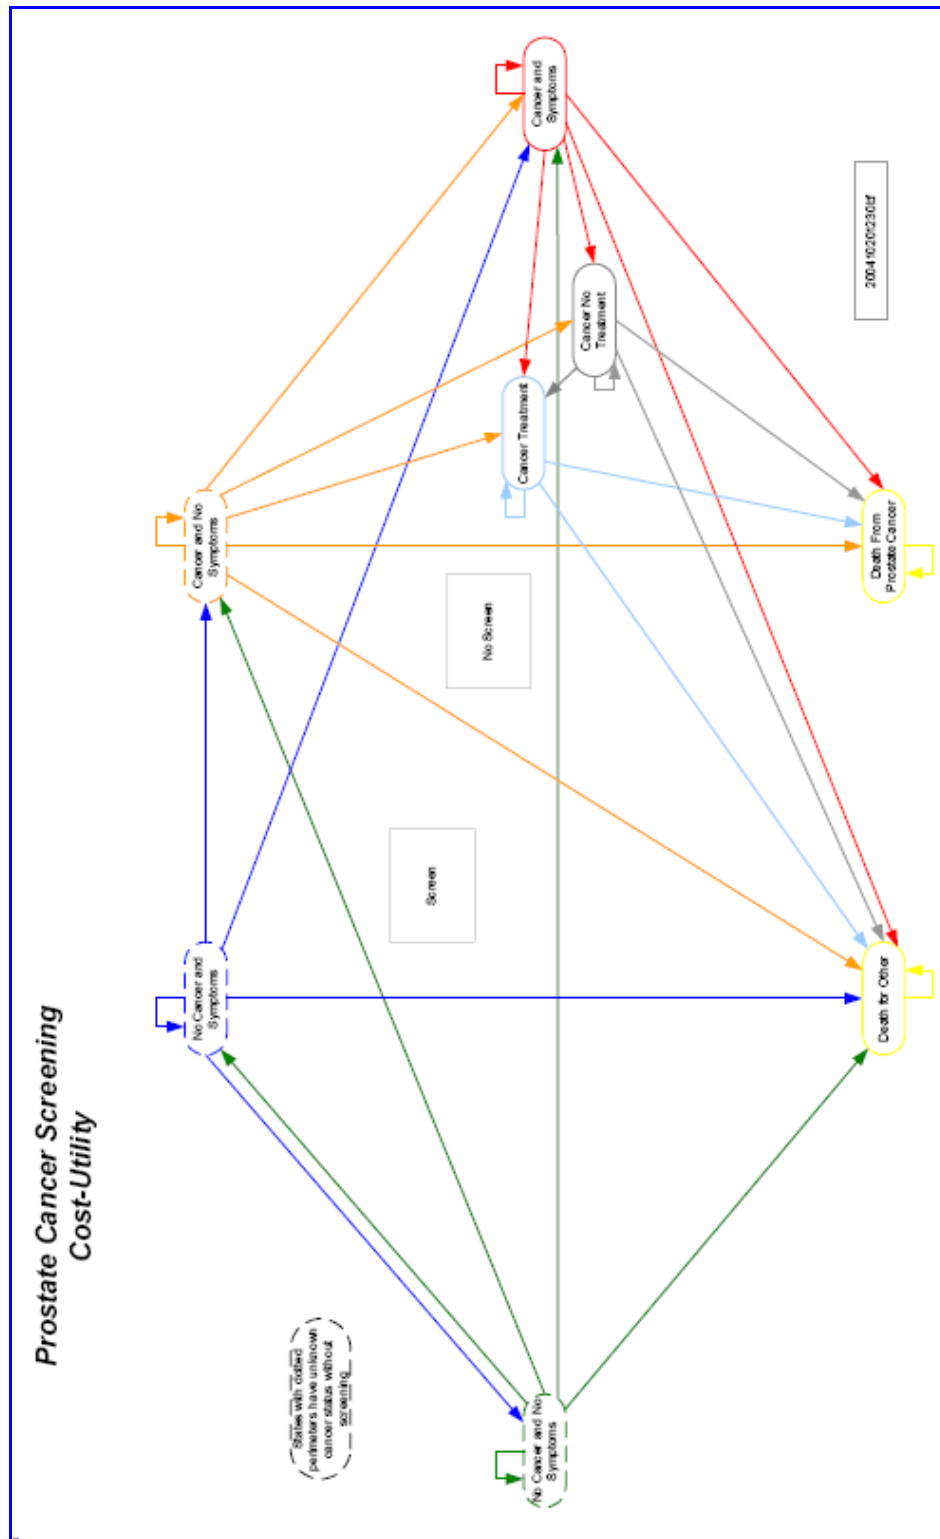 Prostate Cancer Screening
Cost-Utility
States with dotted
perimeters have unknown
cancer status without
screening
No Cancer and
Symptoms
Cancer and No
Symptoms
No Cancer and No
Symptoms
Screen
No Screen
Cancer Treatment
Cancer No
Treatment
Cancer and
Symptoms
Death for Other
Death From
Prostate Cancer